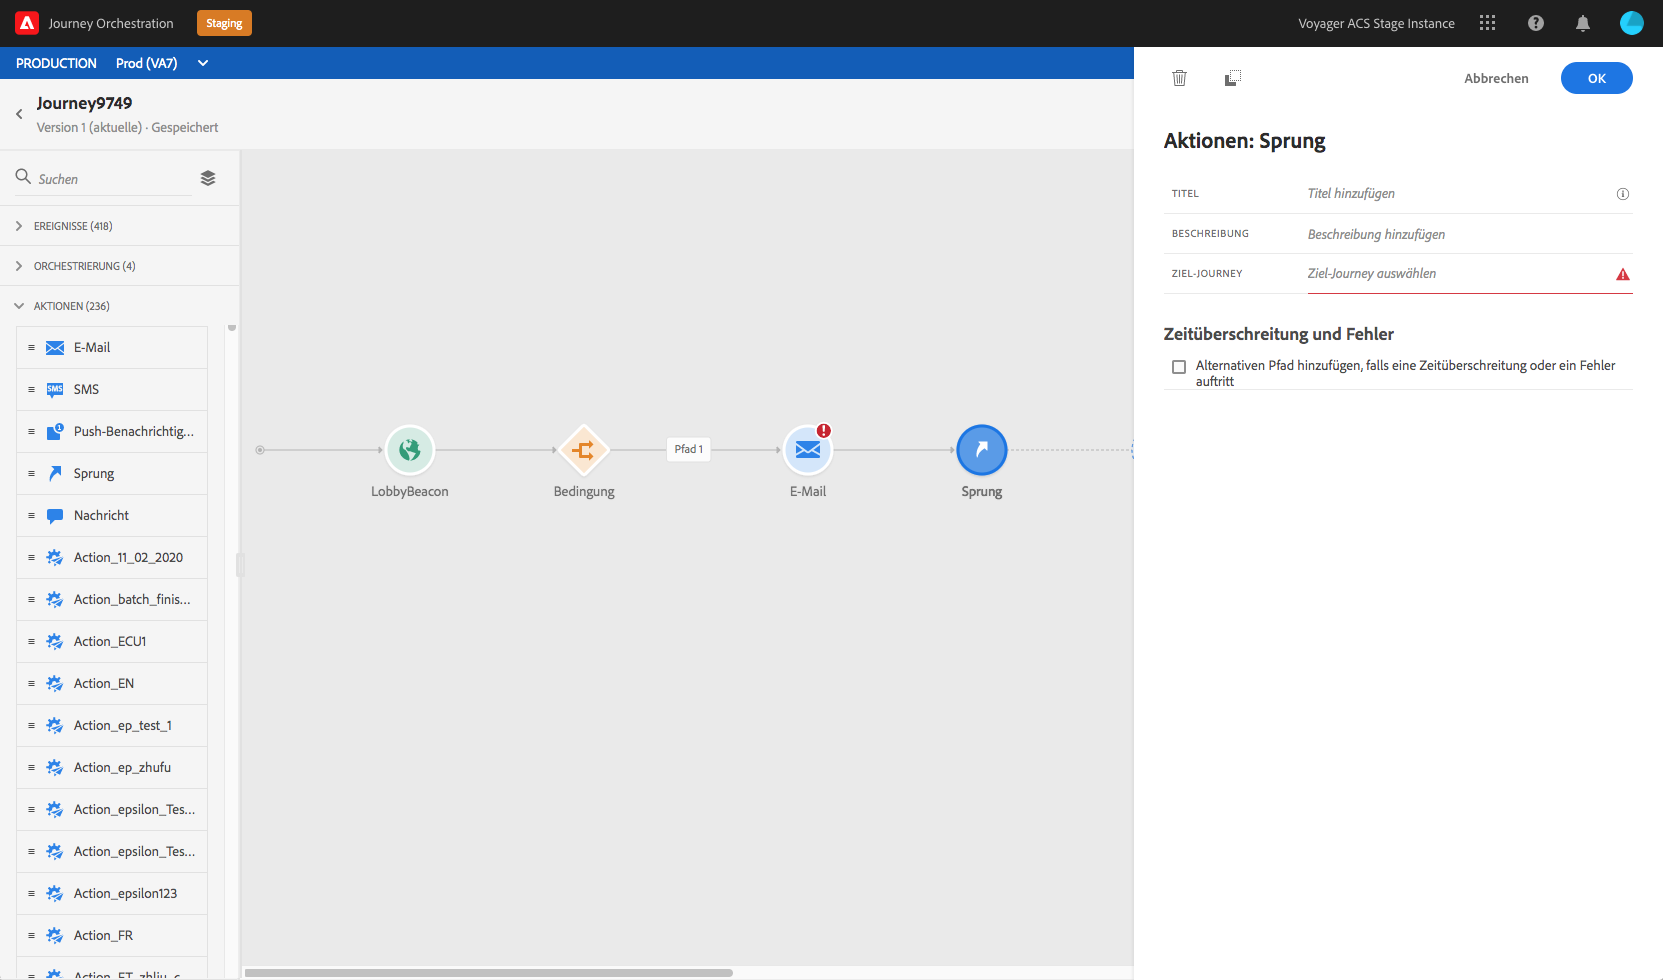 Journey Orchestration
Staging
Voyager ACS Stage Instance
PRODUCTION Prod (VA7)
Journey9749
Version 1 (aktuelle) · Gespeichert
Suchen
EREIGNISSE (418)
ORCHESTRIERUNG (4)
AKTIONEN (236)
E-Mail
SMS
SMS
1
Push-Benachrichtig...
Sprung
Nachricht
Action_11_02_2020
Action_batch_finis...
Action_ECU1
Action_EN
Action_ep_test_1
Action_ep_zhufu
Action_epsilon_Tes...
Action_epsilon_Tes...
Action_epsilon123
Action_FR
LobbyBeacon
Bedingung
Pfad 1
E-Mail
Sprung
Abbrechen
OK
Aktionen: Sprung
TITEL
Titel hinzufügen
BESCHREIBUNG
Beschreibung hinzufügen
ZIEL-JOURNEY
Ziel-Journey auswählen
Zeitüberschreitung und Fehler
Alternativen Pfad hinzufügen, falls eine Zeitüberschreitung oder ein Fehler
auftritt